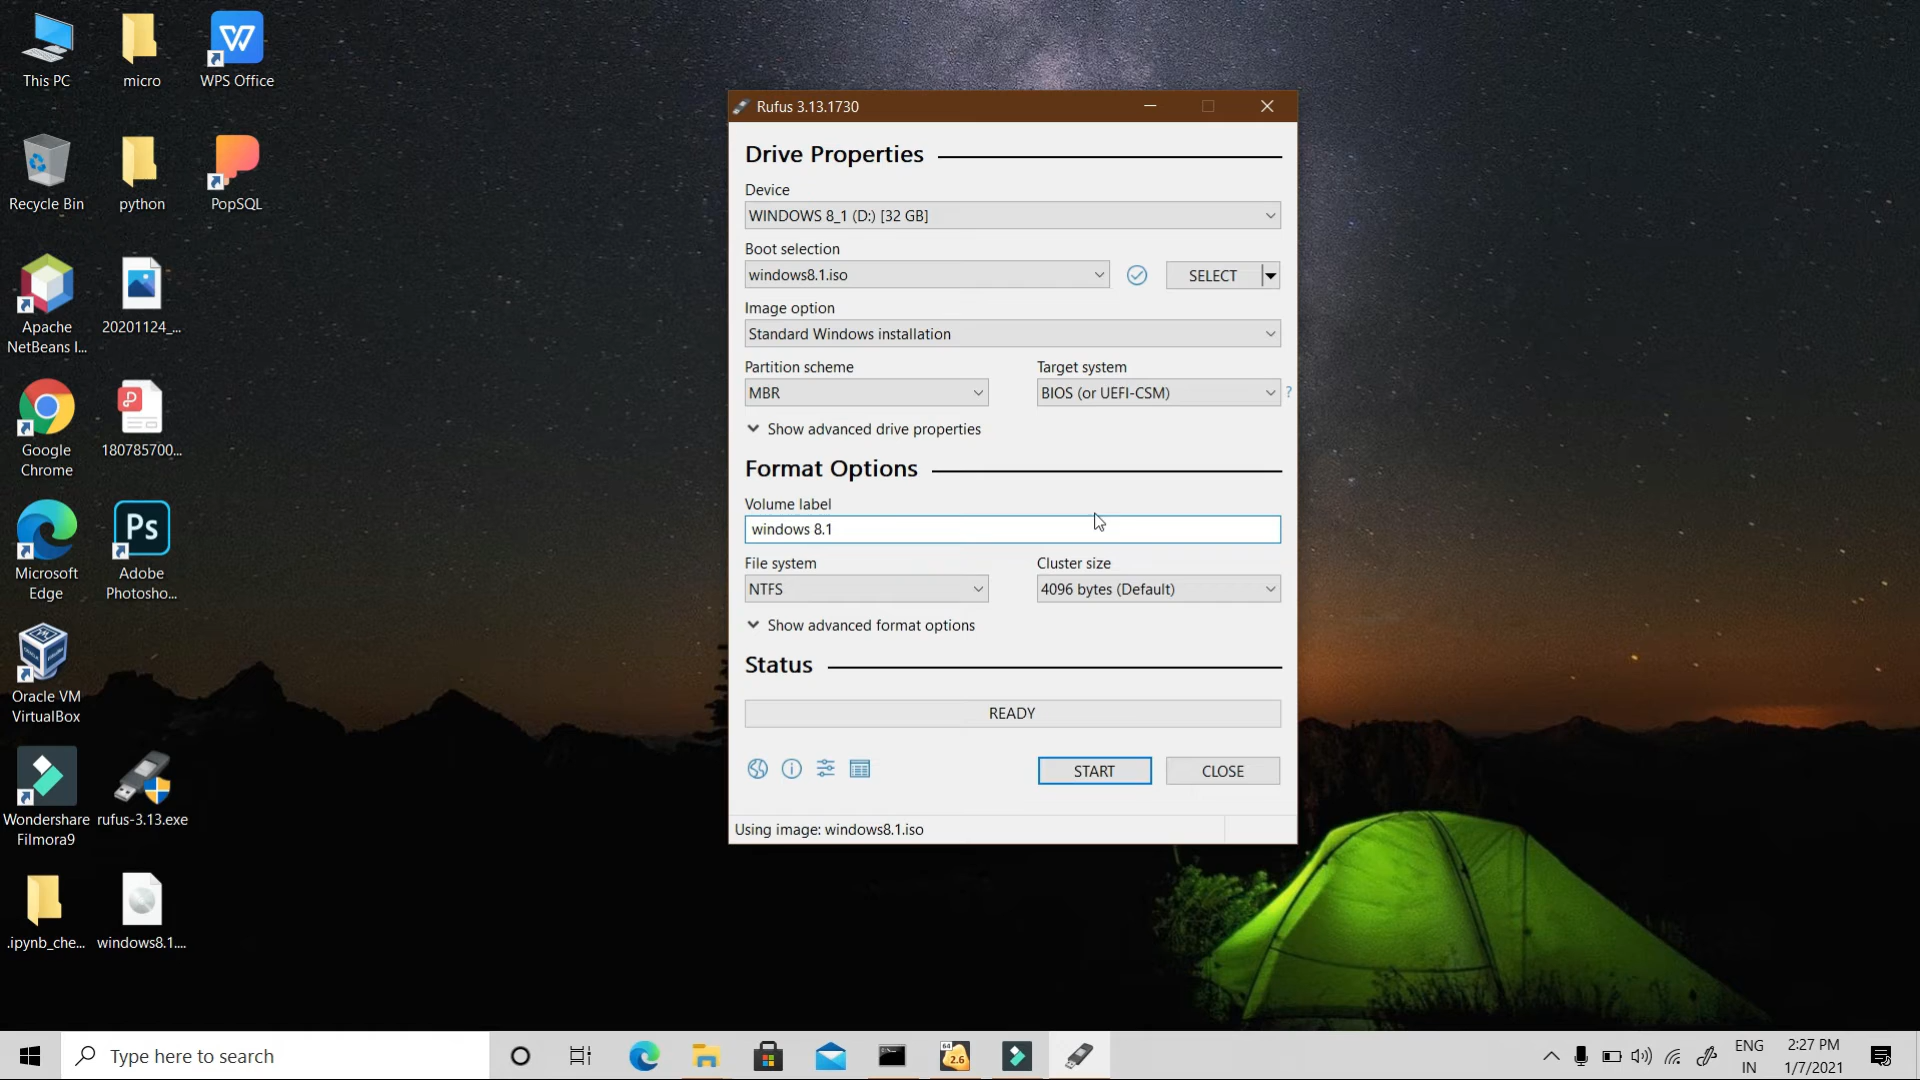 This PC
micro
WPS Office
Recycle Bin
python
PopSQL
Apache
NetBeans I...
20201124_...
Google
Chrome
180785700...
Microsoft
Edge
Ps
Adobe
Photosho...
Oracle VM
VirtualBox
Wondershare
Filmora9
rufus-3.13.exe
.ipynb_che...
windows8.1....
Rufus 3.13.1730
Drive Properties
Device
WINDOWS 8_1 (D:) [32 GB]
Boot selection
windows8.1.iso
SELECT
Image option
Standard Windows installation
Partition scheme
Target system
MBR
BIOS (or UEFI-CSM)
?
Show advanced drive properties
Format Options
Volume label
windows 8.1
File system
Cluster size
NTFS
4096 bytes (Default)
Show advanced format options
Status
READY
START
CLOSE
Using image: windows8.1.iso
Type here to search
64
2.6
ENG
IN
2:27 PM
1/7/2021